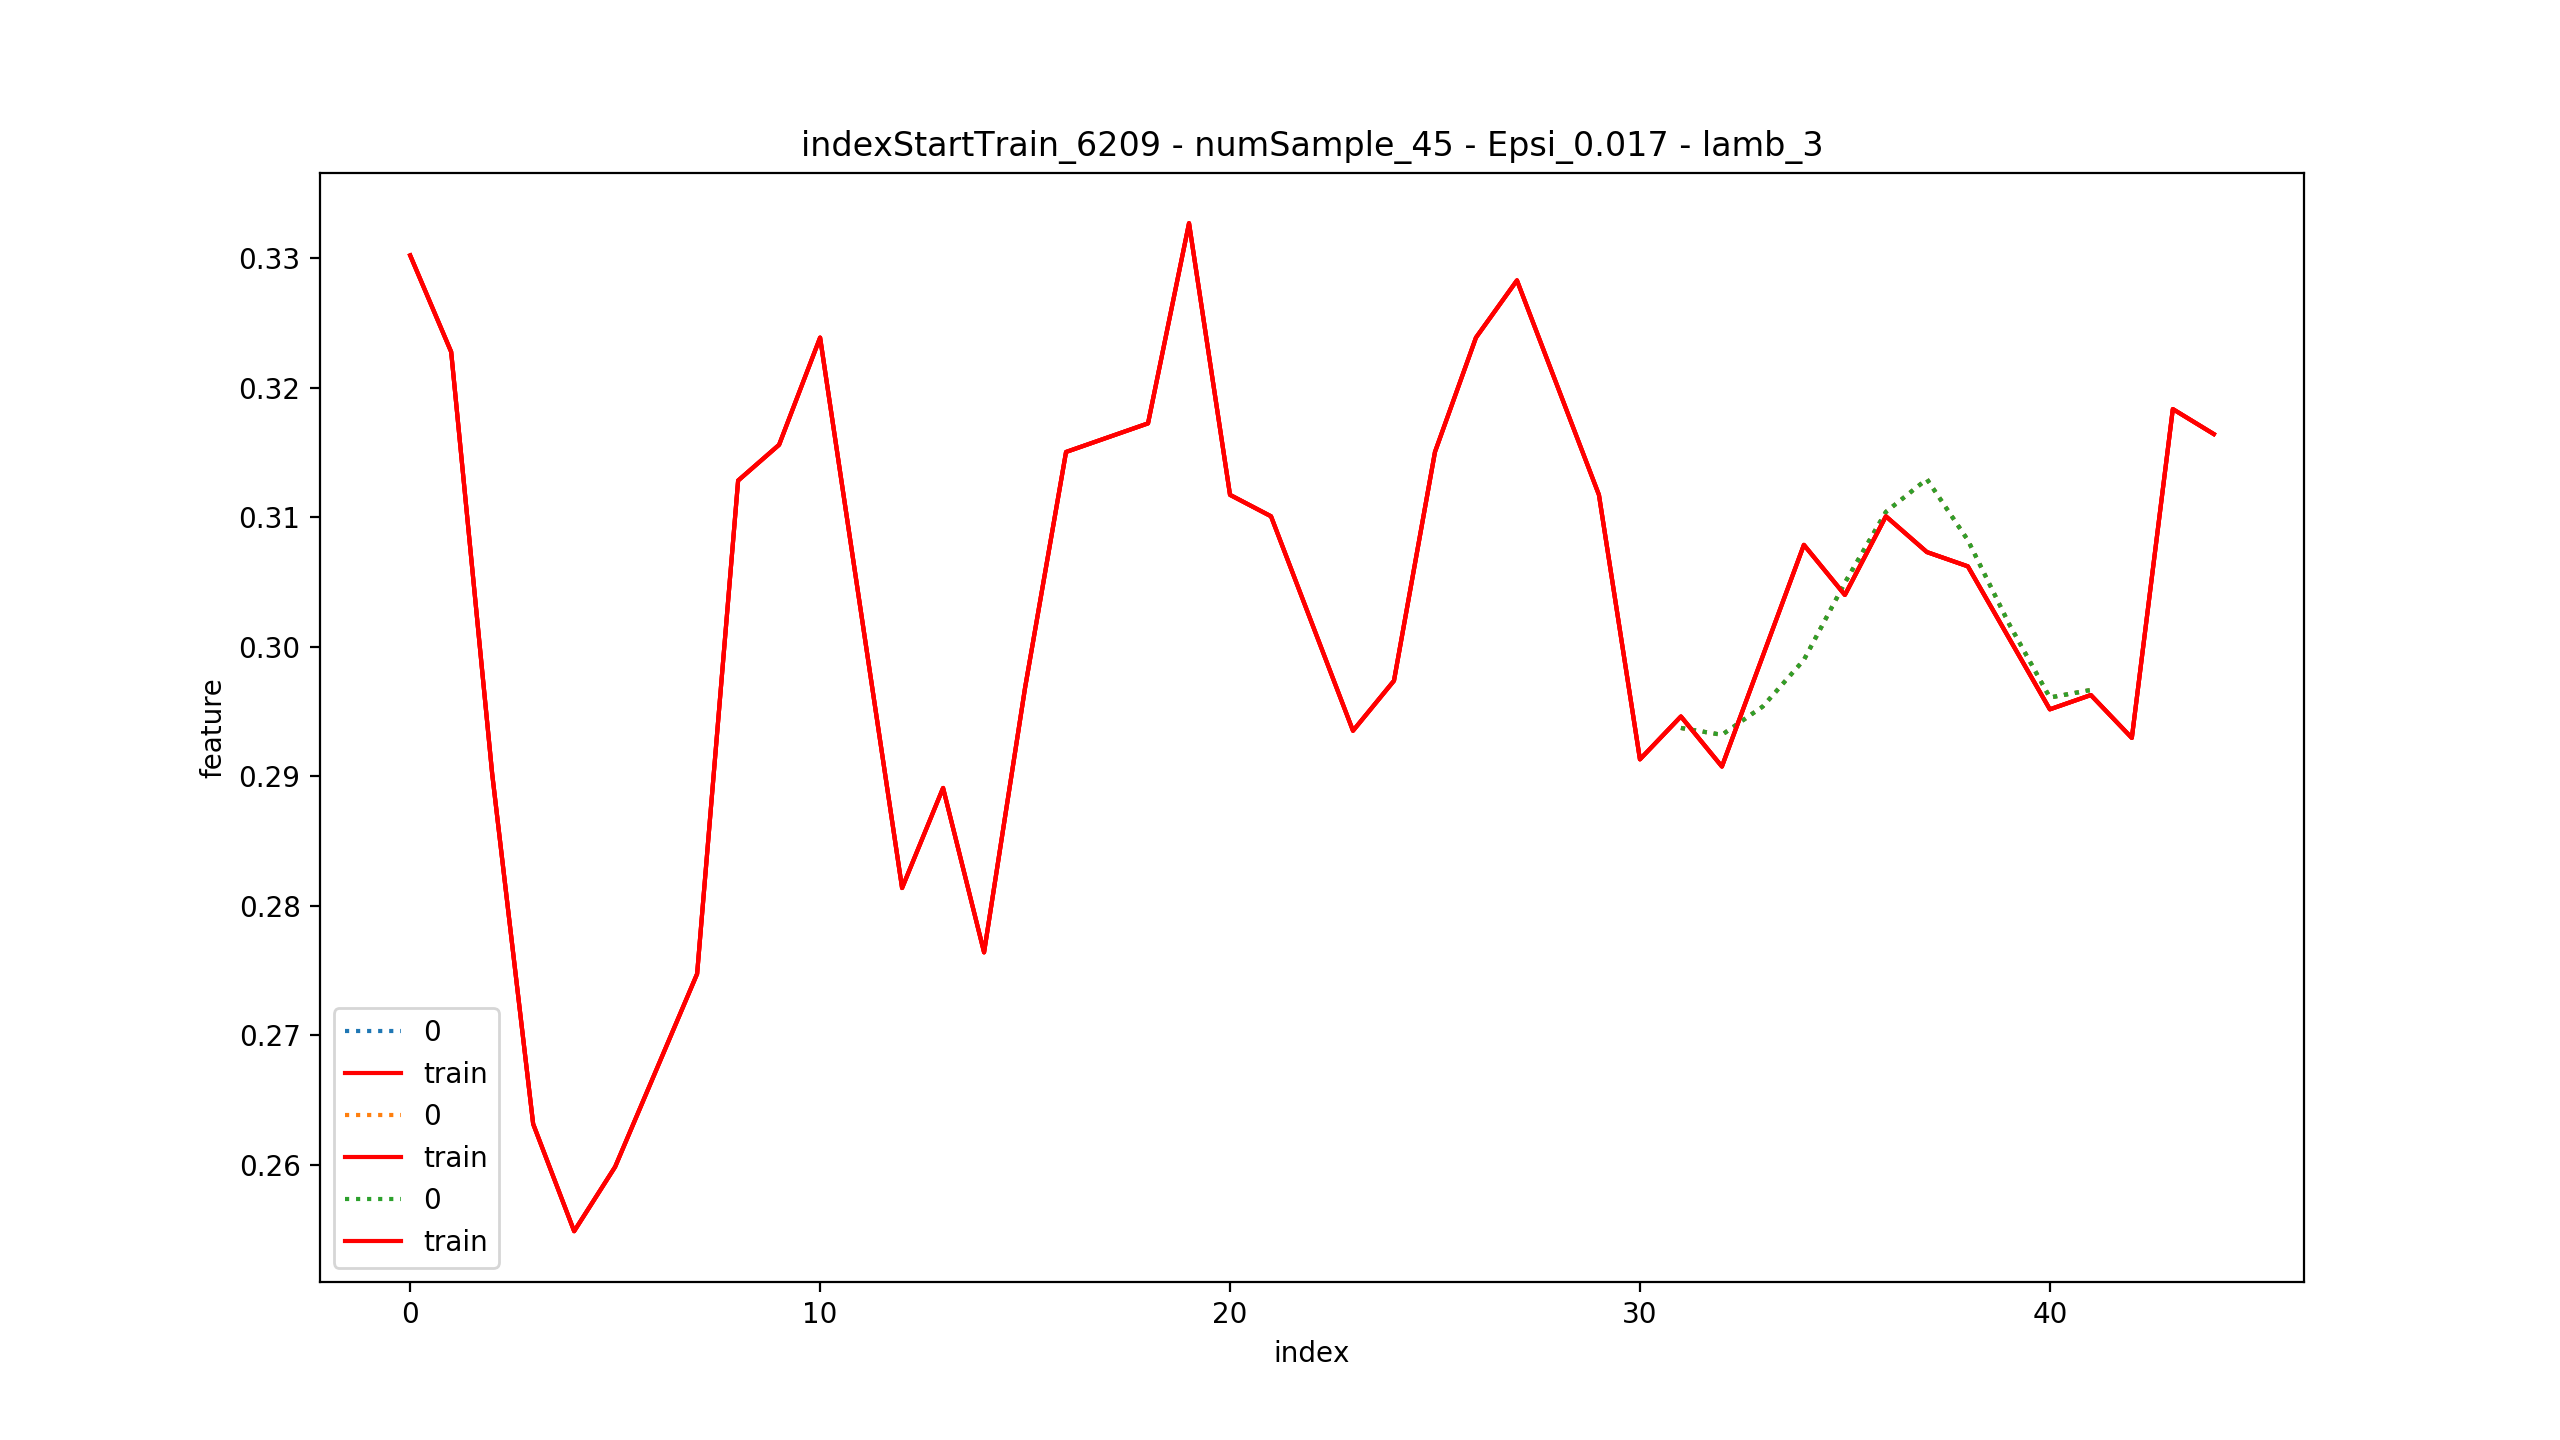 indexStartTrain_6209 - numSample_45 - Epsi_0.017 - lamb_3
feature
0.33
0.32
0.31
0.30
0.29
0.28
0.27
0.26
0
train
0
train
0
train
0 10 20 30 40
index